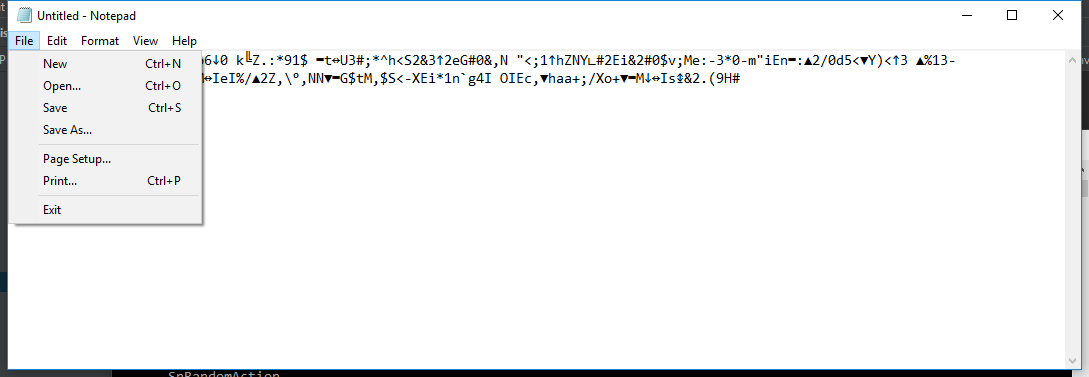 Untitled - Notepad
File Edit Format View Help
6↓0 k╚Z.:*91$ ━t↔U3#;*^h<S2&3↑2eG#0&,N "<;1↑hZNY∟#2Ei&2#0$v;Me:-3*0-m"iEn━:▲2/0d5<▼Y)<↑3 ▲%13-
↔IeI%/▲2Z,\°,NN▼━G$tM,$S<-XEi*1n`g4I OIEc,▼haa+;/Xo+▼━M↓↔Is⇕&2.(9H#
New Ctrl+N
Open... Ctrl+O
Save Ctrl+S
Save As...
Page Setup...
Print... Ctrl+P
Exit
SnRandomAction